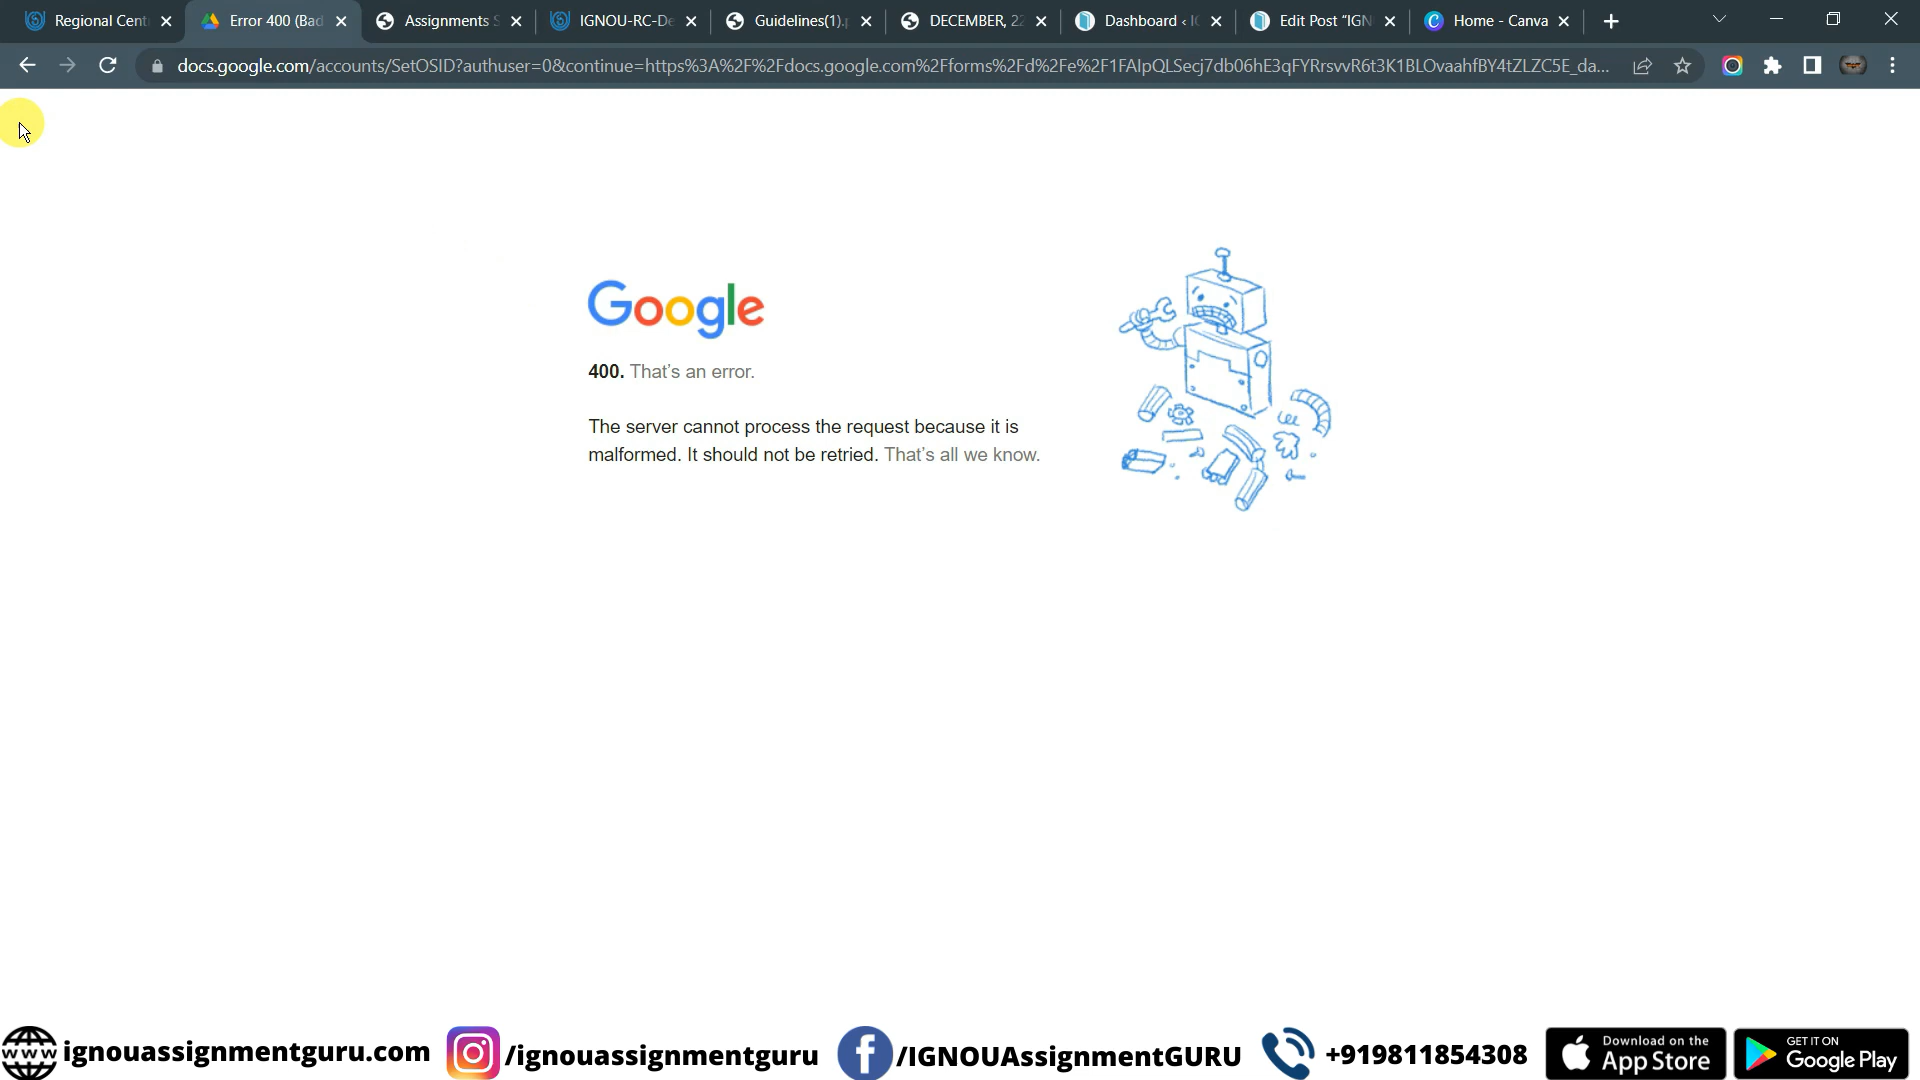 Regional Cent
Error 400 (Bad
Assignments S
IGNOU-RC-De
Guidelines(1).p
DECEMBER, 22
Dashboard ‹ IG
Edit Post "IGN
Home - Canva
docs.google.com/accounts/SetOSID?authuser=0&continue=https%3A%2F%2Fdocs.google.com%2Fforms%2Fd%2Fe%2F1FAIpQLSecj7db06hE3qFYRrsvvR6t3K1BLOvaahfBY4tZLZC5E_da...
Google
400. That's an error.
The server cannot process the request because it is
malformed. It should not be retried. That's all we know.
www ignouassignmentguru.com /ignouassignmentguru f /IGNOUAssignmentGURU +919811854308 Download on the App Store GET IT ON Google Play